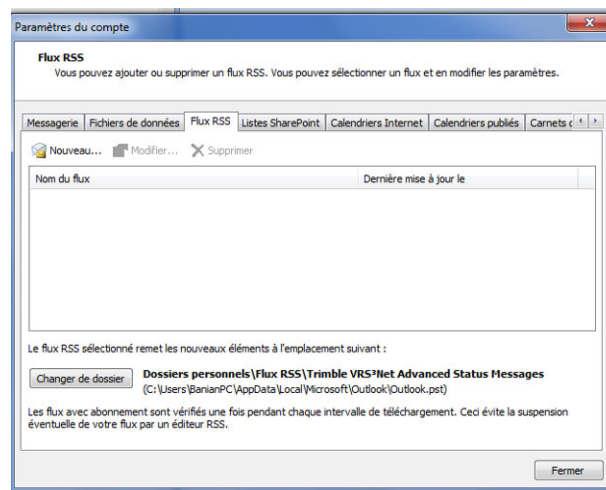 Paramètres du compte
Flux RSS
Vous pouvez ajouter ou supprimer un flux RSS. Vous pouvez sélectionner un flux et en modifier les paramètres.
Messagerie Fichiers de données Flux RSS Listes SharePoint Calendriers Internet Calendriers publiés Carnets
Nouveau... Modifier... Supprimer
Nom du flux Dernière mise à jour le
Le flux RSS sélectionné remet les nouveaux éléments à l'emplacement suivant :
Changer de dossier Dossiers personnels\Flux RSS\Trimble VRS³Net Advanced Status Messages
(C:\Users\BanianPC\AppData\Local\Microsoft\Outlook\Outlook.pst)
Les flux avec abonnement sont vérifiés une fois pendant chaque intervalle de téléchargement. Ceci évite la suspension
éventuelle de votre flux par un éditeur RSS.
Fermer